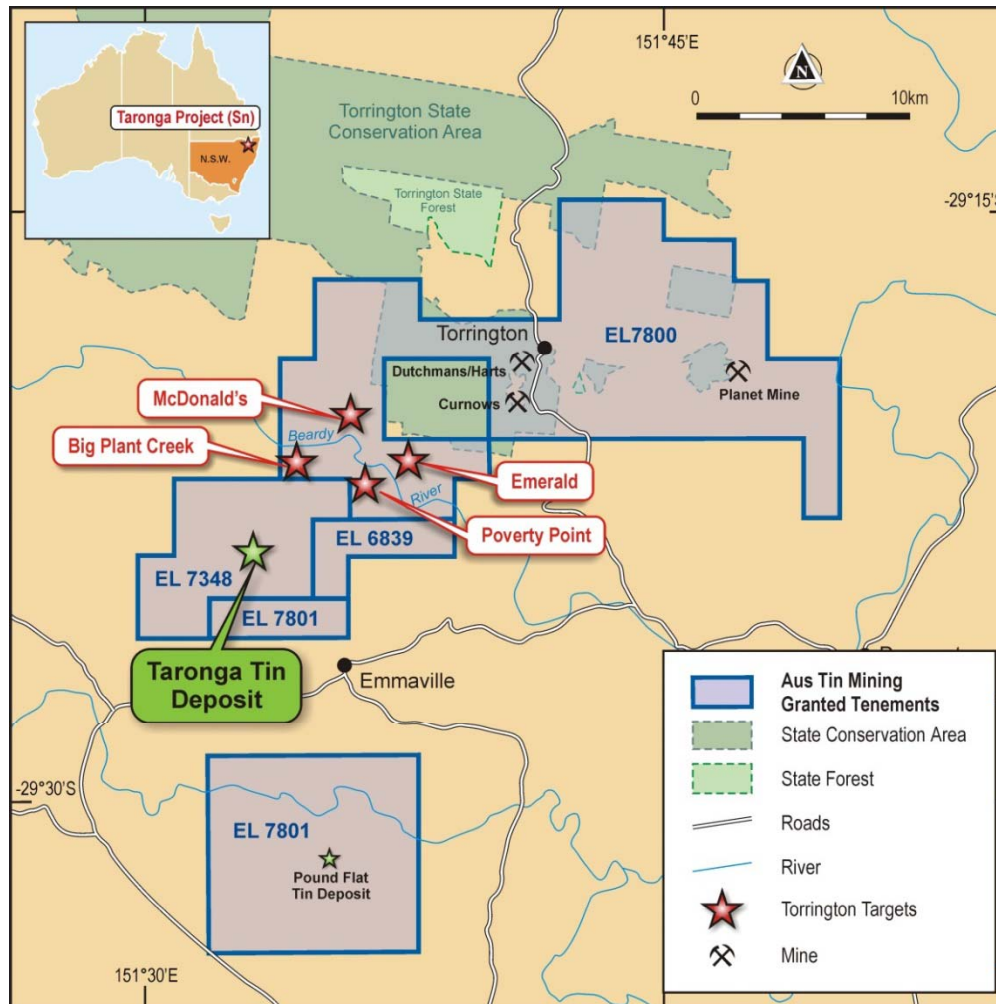 Taronga Project (Sn)
N.S.W.
151°45'E
N
0
10km
Torrington State
Conservation Area
Torrington State
Forest
-29°15'S
EL7800
Torrington
Dutchmans/Harts
Curnows
Planet Mine
McDonald's
Beardy
Big Plant Creek
Emerald
River
Poverty Point
EL 6839
EL 7348
EL 7801
Taronga Tin
Deposit
Emmaville
-29°30'S
EL 7801
Pound Flat
Tin Deposit
151°30'E
Aus Tin Mining
Granted Tenements
State Conservation Area
State Forest
Roads
River
Torrington Targets
Mine